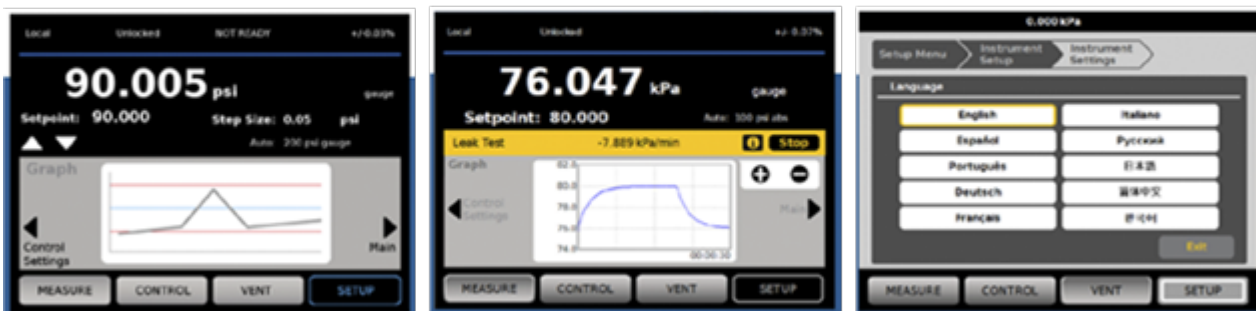 Local Unlocked NOT READY +/-0.03%
90.005 psi gauge
Setpoint: 90.000 Step Size: 0.05 psi
Auto: 200 psi gauge
Graph
Control Settings Main
MEASURE CONTROL VENT SETUP
Local Unlocked +/- 0.07%
76.047 kPa gauge
Setpoint: 80.000 Auto: 100 psi abs
Leak Test -7.889 kPa/min Stop
Graph
82.0
80.0
78.0
76.0
74.0
00:00:30
Control Settings Main
MEASURE CONTROL VENT SETUP
0.000 kPa
Setup Menu Instrument Setup Instrument Settings
Language
English Italiano
Español Русский
Português 日本語
Deutsch 简体中文
Français 한국어
Exit
MEASURE CONTROL VENT SETUP